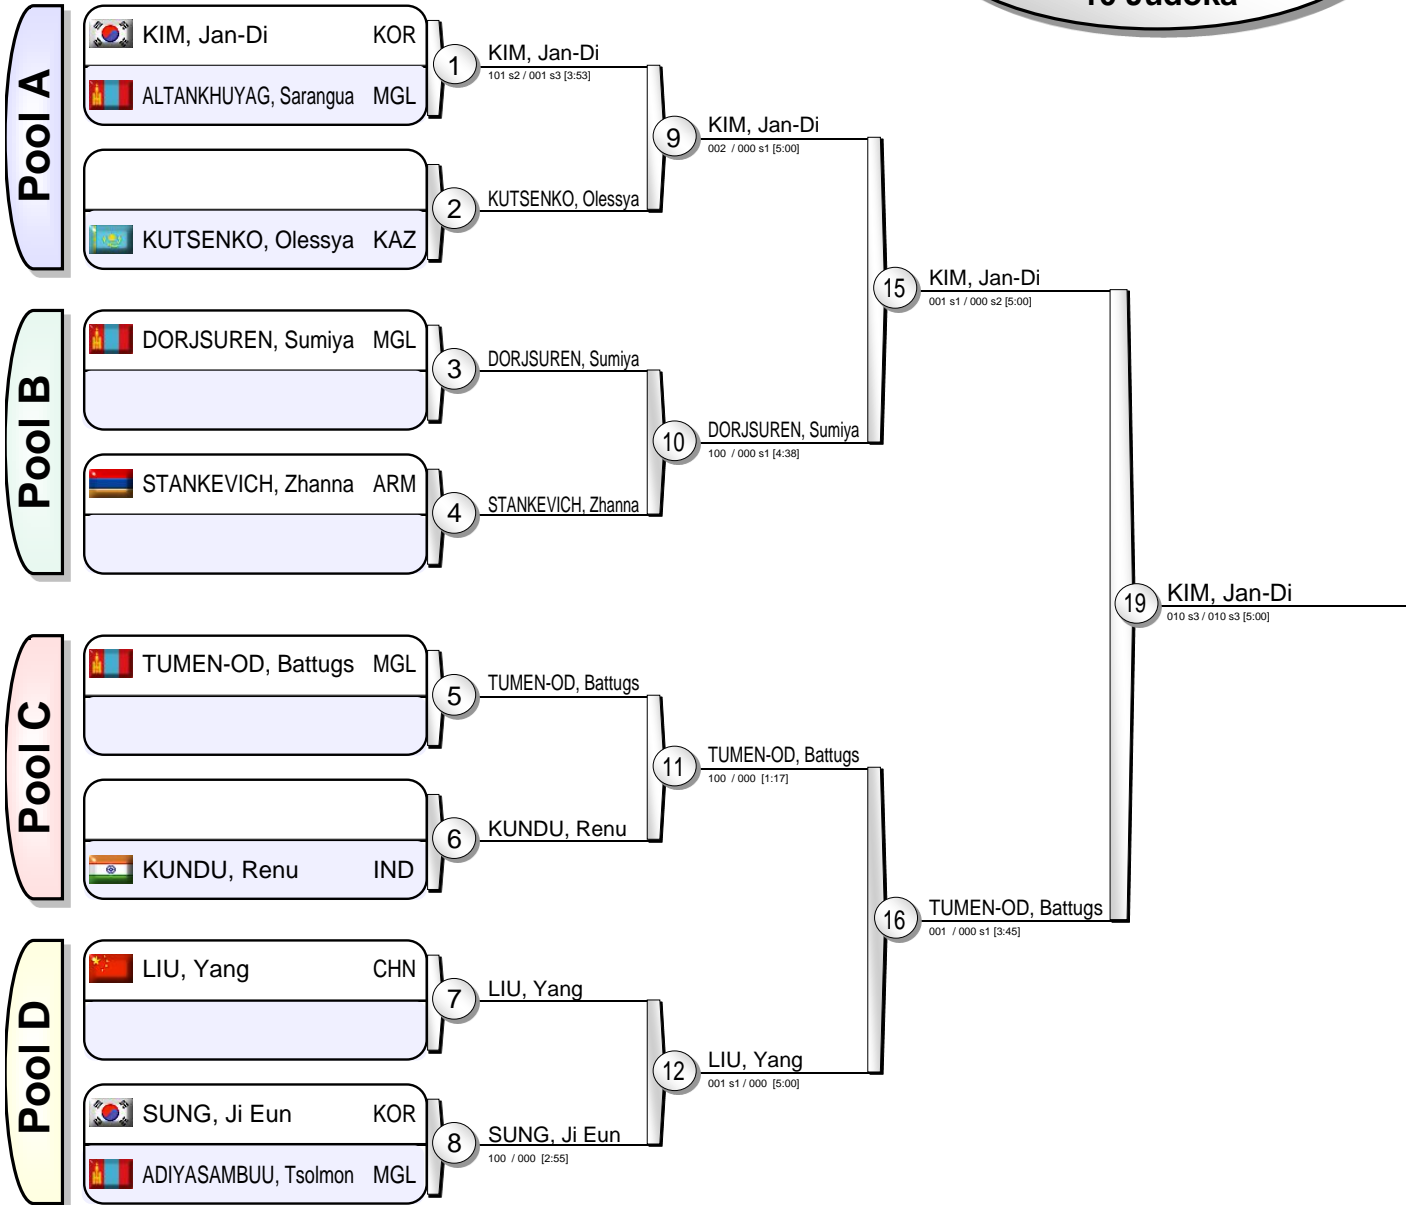 10 Judoka
Pool A
KIM, Jan-Di KOR
ALTANKHUYAG, Sarangua MGL
1
KIM, Jan-Di
101 s2 / 001 s3 [3:53]
KUTSENKO, Olessya KAZ
2
KUTSENKO, Olessya
9
KIM, Jan-Di
002 / 000 s1 [5:00]
Pool B
DORJSUREN, Sumiya MGL
3
DORJSUREN, Sumiya
STANKEVICH, Zhanna ARM
4
STANKEVICH, Zhanna
10
DORJSUREN, Sumiya
100 / 000 s1 [4:38]
15
KIM, Jan-Di
001 s1 / 000 s2 [5:00]
Pool C
TUMEN-OD, Battugs MGL
5
TUMEN-OD, Battugs
KUNDU, Renu IND
6
KUNDU, Renu
11
TUMEN-OD, Battugs
100 / 000 [1:17]
Pool D
LIU, Yang CHN
7
LIU, Yang
SUNG, Ji Eun KOR
ADIYASAMBUU, Tsolmon MGL
8
SUNG, Ji Eun
100 / 000 [2:55]
12
LIU, Yang
001 s1 / 000 [5:00]
16
TUMEN-OD, Battugs
001 / 000 s1 [3:45]
19
KIM, Jan-Di
010 s3 / 010 s3 [5:00]